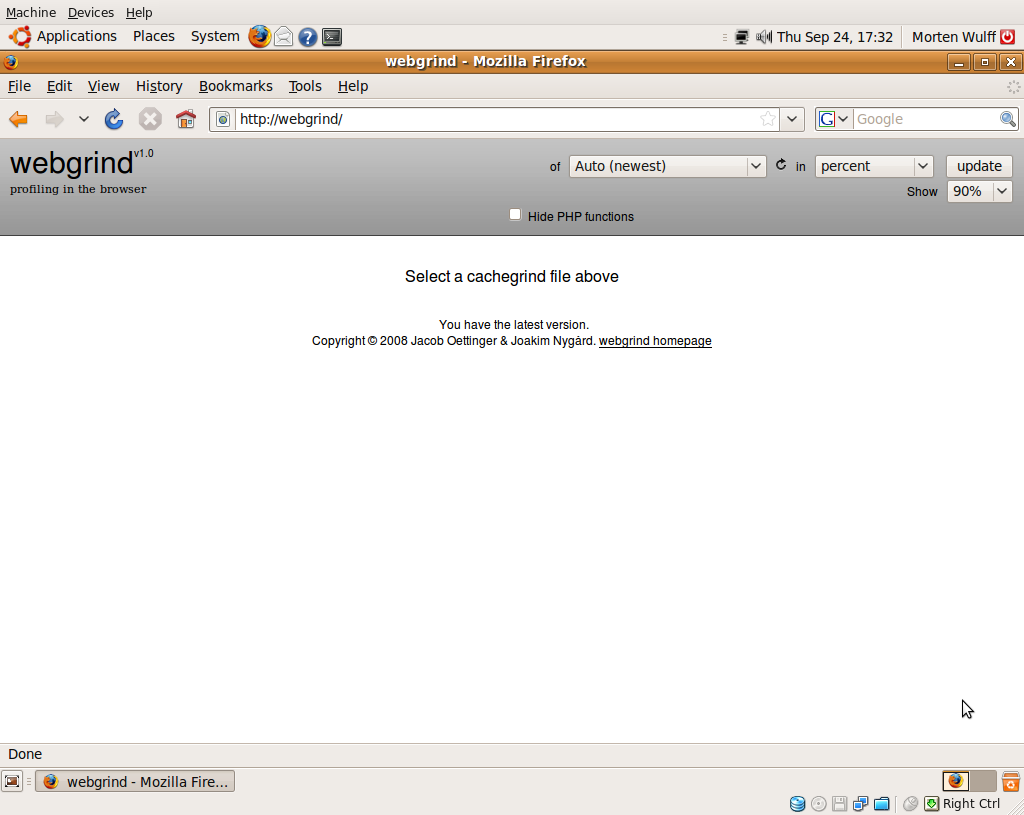 Machine Devices Help
Applications Places System Thu Sep 24, 17:32 Morten Wulff
webgrind - Mozilla Firefox
File Edit View History Bookmarks Tools Help
http://webgrind/ G Google
webgrind v1.0
profiling in the browser
of Auto (newest) in percent update
Show 90%
Hide PHP functions
Select a cachegrind file above
You have the latest version.
Copyright © 2008 Jacob Oettinger & Joakim Nygård. webgrind homepage
Done
webgrind - Mozilla Fire...
Right Ctrl